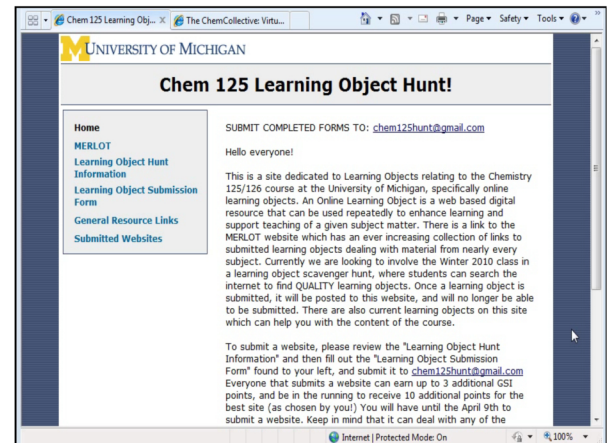 Chem 125 Learning Obj... X
The ChemCollective: Virtu...
Page Safety Tools
UNIVERSITY OF MICHIGAN
Chem 125 Learning Object Hunt!
Home
MERLOT
Learning Object Hunt
Information
Learning Object Submission
Form
General Resource Links
Submitted Websites
SUBMIT COMPLETED FORMS TO: chem125hunt@gmail.com
Hello everyone!
This is a site dedicated to Learning Objects relating to the Chemistry
125/126 course at the University of Michigan, specifically online
learning objects. An Online Learning Object is a web based digital
resource that can be used repeatedly to enhance learning and
support teaching of a given subject matter. There is a link to the
MERLOT website which has an ever increasing collection of links to
submitted learning objects dealing with material from nearly every
subject. Currently we are looking to involve the Winter 2010 class in
a learning object scavenger hunt, where students can search the
internet to find QUALITY learning objects. Once a learning object is
submitted, it will be posted to this website, and will no longer be able
to be submitted. There are also current learning objects on this site
which can help you with the content of the course.
To submit a website, please review the "Learning Object Hunt
Information" and then fill out the "Learning Object Submission
Form" found to your left, and submit it to chem125hunt@gmail.com
Everyone that submits a website can earn up to 3 additional GSI
points, and be in the running to receive 10 additional points for the
best site (as chosen by you!) You will have until the April 9th to
submit a website. Keep in mind that it can deal with any of the
Internet | Protected Mode: On
100%